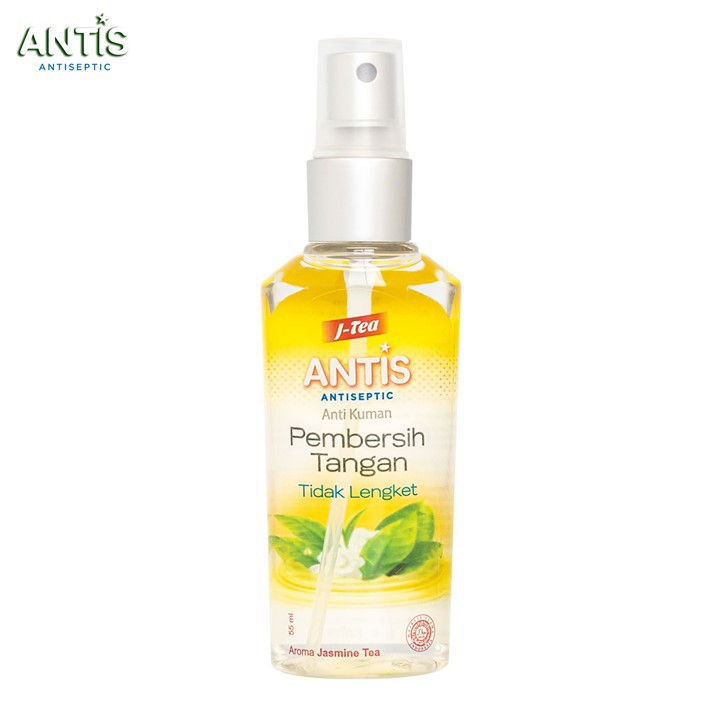 ANTiS
ANTISEPTIC
J-Tea
ANTiS
ANTISEPTIC
Anti Kuman
Pembersih
Tangan
Tidak Lengket
55 ml
Aroma Jasmine Tea